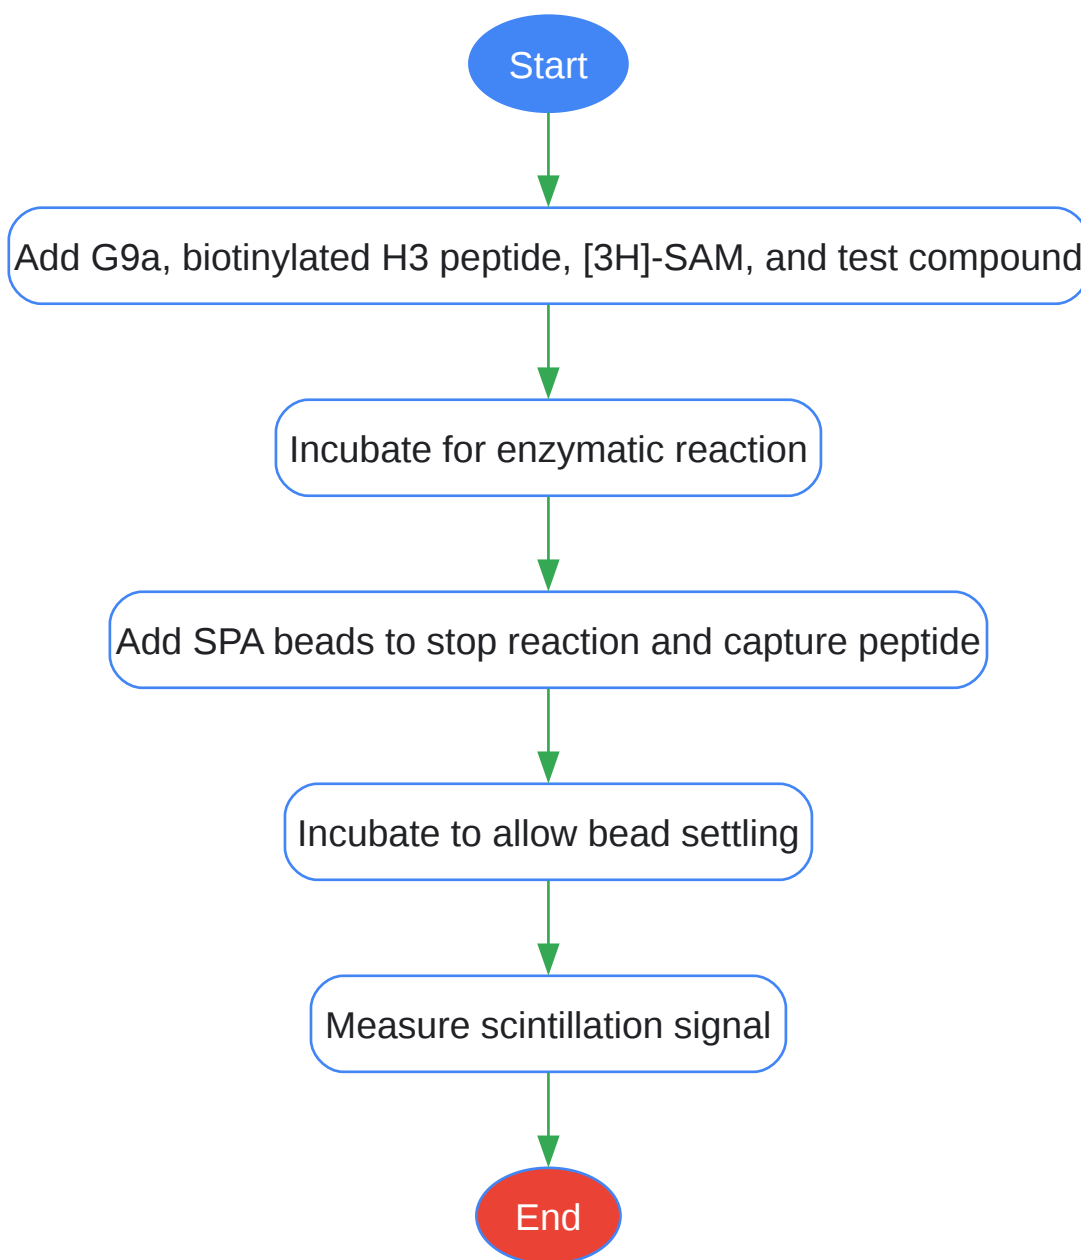 Start
Add G9a, biotinylated H3 peptide, [3H]-SAM, and test compound
Incubate for enzymatic reaction
Add SPA beads to stop reaction and capture peptide
Incubate to allow bead settling
Measure scintillation signal
End